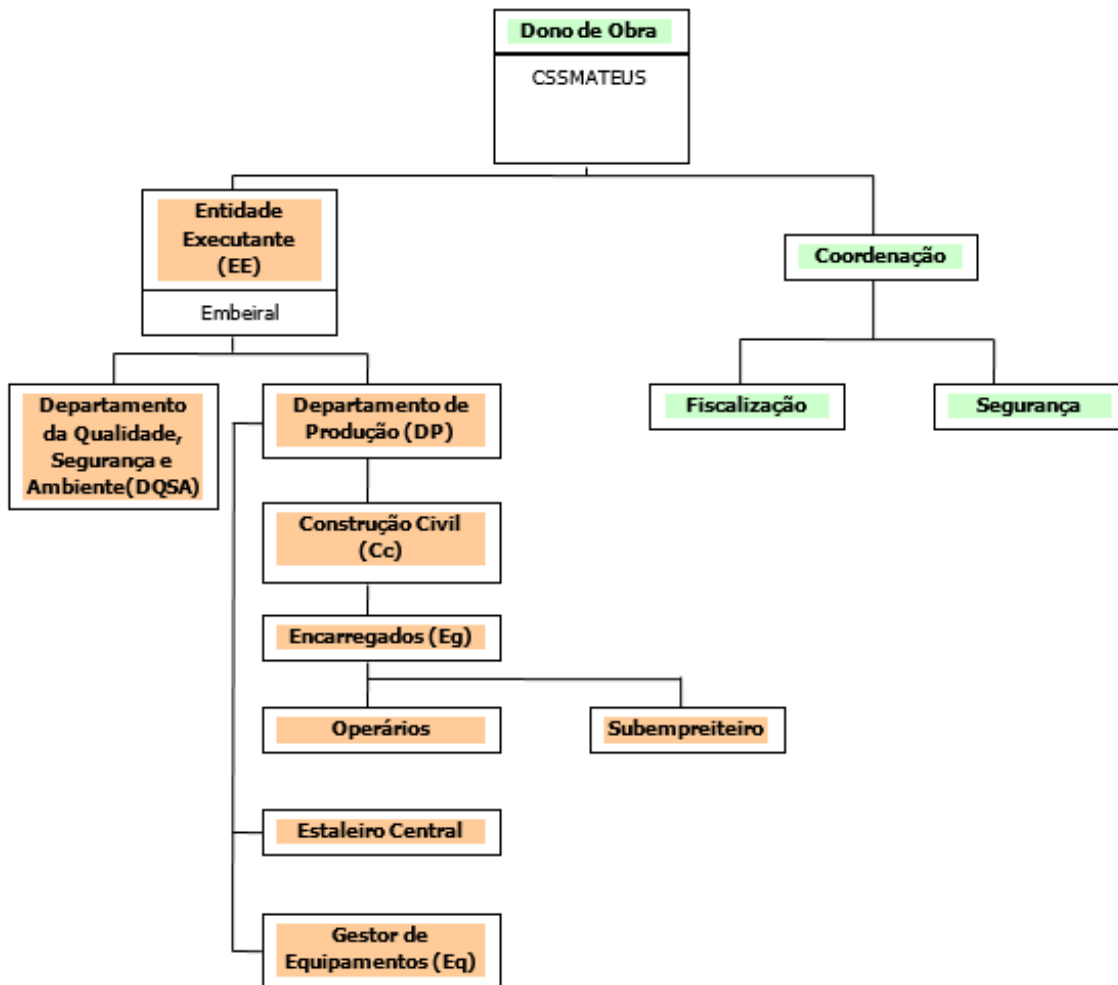 Dono de Obra
CSSMATEUS
Entidade
Executante
(EE)
Embeiral
Coordenação
Departamento
da Qualidade,
Segurança e
Ambiente(DQSA)
Departamento de
Produção (DP)
Fiscalização
Segurança
Construção Civil
(Cc)
Encarregados (Eg)
Operários
Subempreiteiro
Estaleiro Central
Gestor de
Equipamentos (Eq)